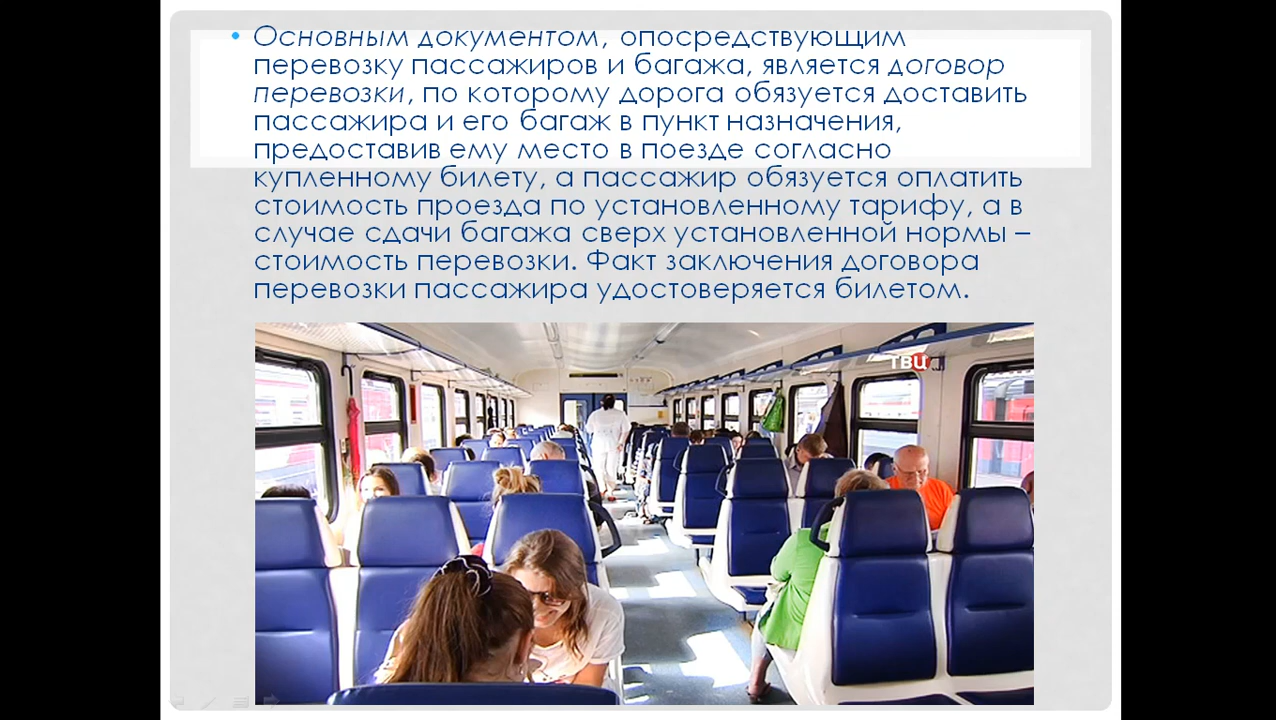 • Основным документом, опосредствующим
перевозку пассажиров и багажа, является договор
перевозки, по которому дорога обязуется доставить
пассажира и его багаж в пункт назначения,
предоставив ему место в поезде согласно
купленному билету, а пассажир обязуется оплатить
стоимость проезда по установленному тарифу, а в
случае сдачи багажа сверх установленной нормы –
стоимость перевозки. Факт заключения договора
перевозки пассажира удостоверяется билетом.
ТВЦ